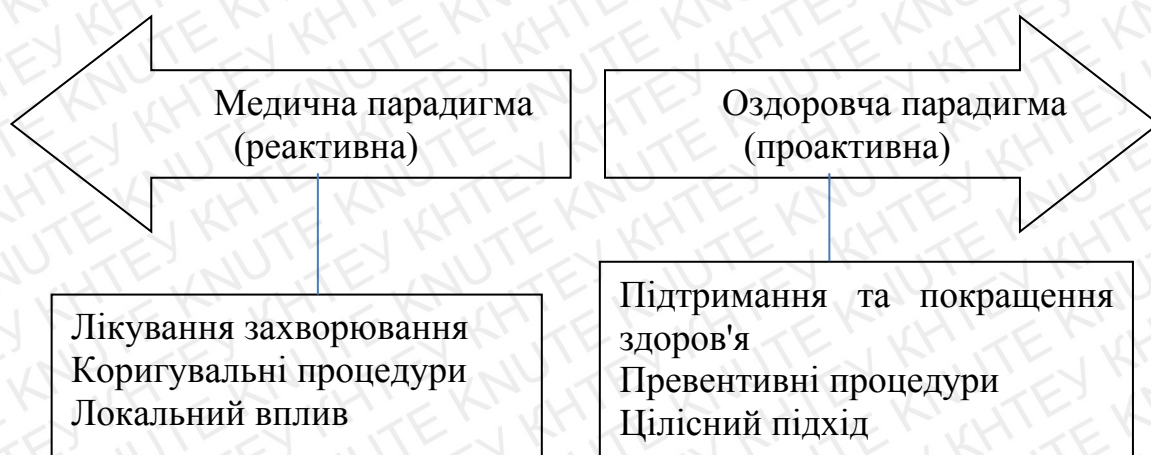 Медична парадигма
(реактивна)
Оздоровча парадигма
(проактивна)
Лікування захворювання
Коригувальні процедури
Локальний вплив
Підтримання та покращення
здоров'я
Превентивні процедури
Цілісний підхід